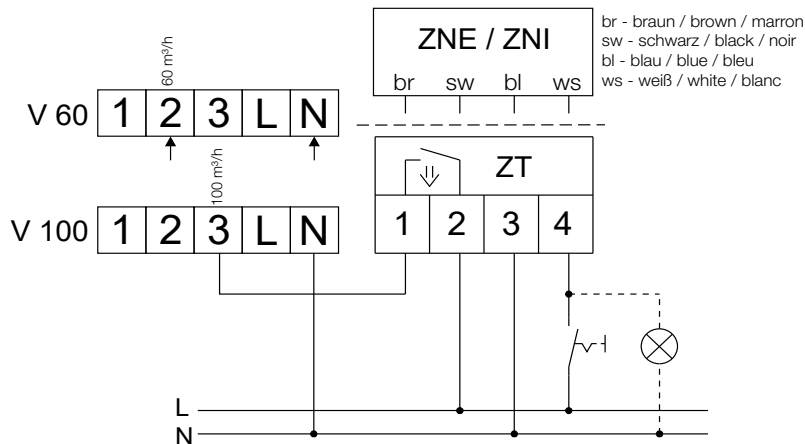 60 m³/h
V 60 1 2 3 L N
100 m³/h
V 100 1 2 3 L N
ZNE / ZNI
br sw bl ws
ZT
1 2 3 4
br - braun / brown / marron
sw - schwarz / black / noir
bl - blau / blue / bleu
ws - weiß / white / blanc
L
N